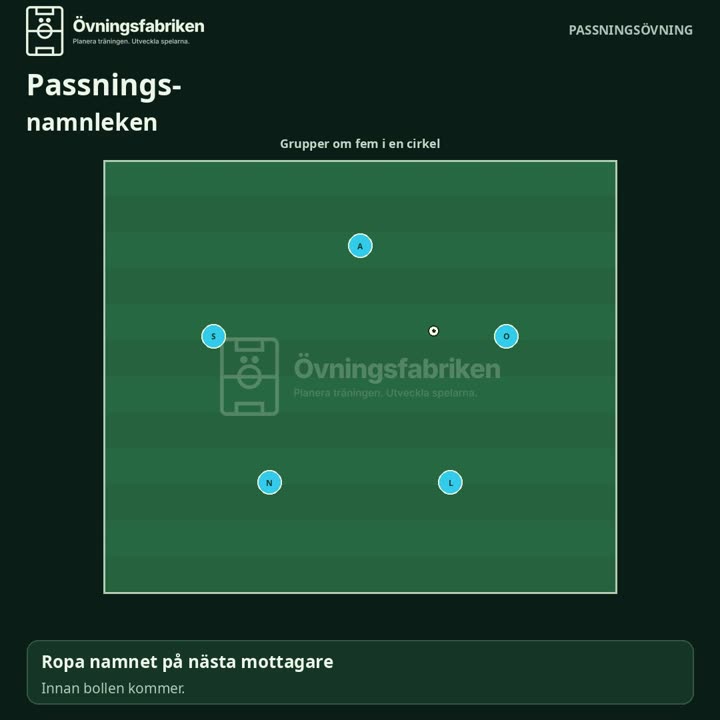 Övningsfabriken
Planera träningen. Utveckla spelarna.
PASSNINGSÖVNING
Passnings-
namnleken
Grupper om fem i en cirkel
A
S
O
Övningsfabriken
Planera träningen. Utveckla spelarna.
N
L
Ropa namnet på nästa mottagare
Innan bollen kommer.